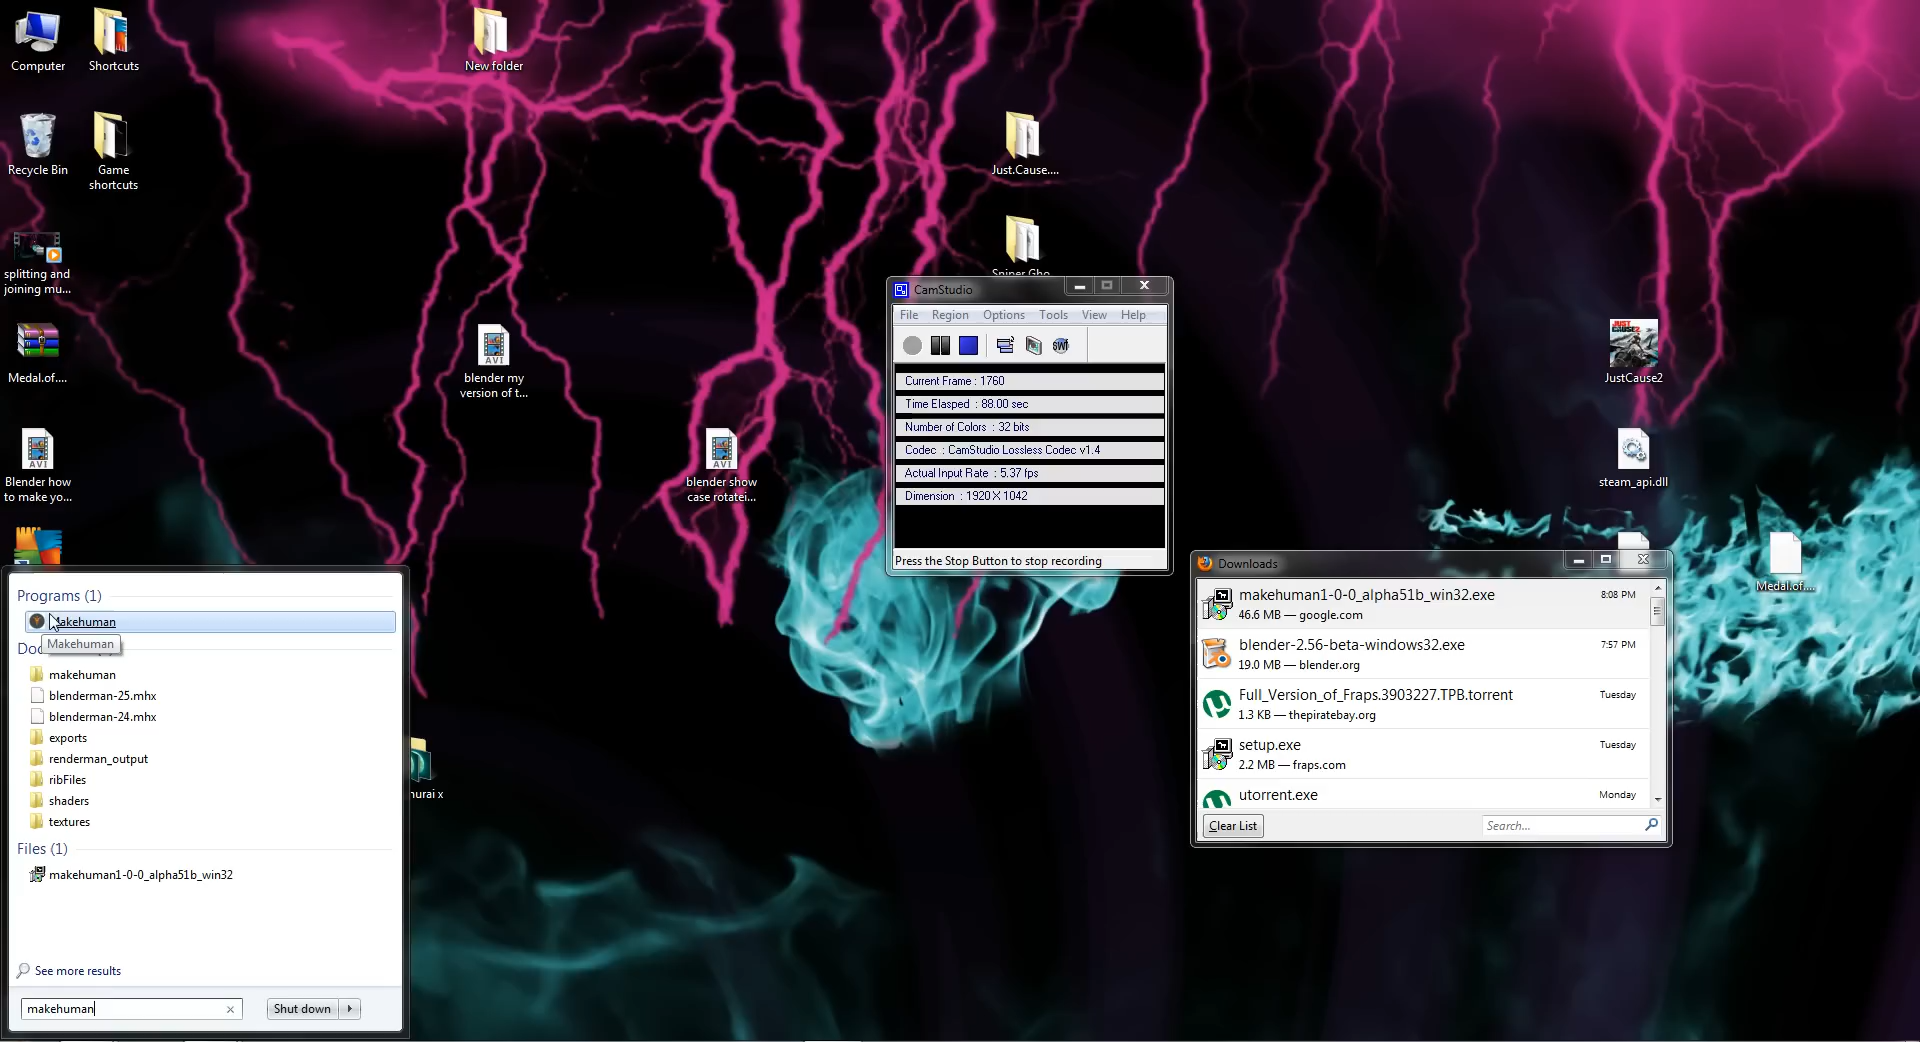 Computer
Shortcuts
New folder
Recycle Bin
Game
shortcuts
Just.Cause....
splitting and
joining mu...
Sniper Gho
Medal.of....
blender my
version of t...
Blender how
to make yo...
blender show
case rotatei...
JustCause2
steam_api.dll
Medal.of....
urai x
CamStudio
File Region Options Tools View Help
Current Frame : 1760
Time Elasped : 88.00 sec
Number of Colors : 32 bits
Codec : CamStudio Lossless Codec v1.4
Actual Input Rate : 5.37 fps
Dimension : 1920 X 1042
Press the Stop Button to stop recording
Downloads
makehuman1-0-0_alpha51b_win32.exe 8:08 PM
46.6 MB — google.com
blender-2.56-beta-windows32.exe 7:57 PM
19.0 MB — blender.org
Full_Version_of_Fraps.3903227.TPB.torrent Tuesday
1.3 KB — thepiratebay.org
setup.exe Tuesday
2.2 MB — fraps.com
utorrent.exe Monday
Clear List Search...
Programs (1)
akehuman
Makehuman
makehuman
blenderman-25.mhx
blenderman-24.mhx
exports
renderman_output
ribFiles
shaders
textures
Files (1)
makehuman1-0-0_alpha51b_win32
See more results
makehuman
Shut down